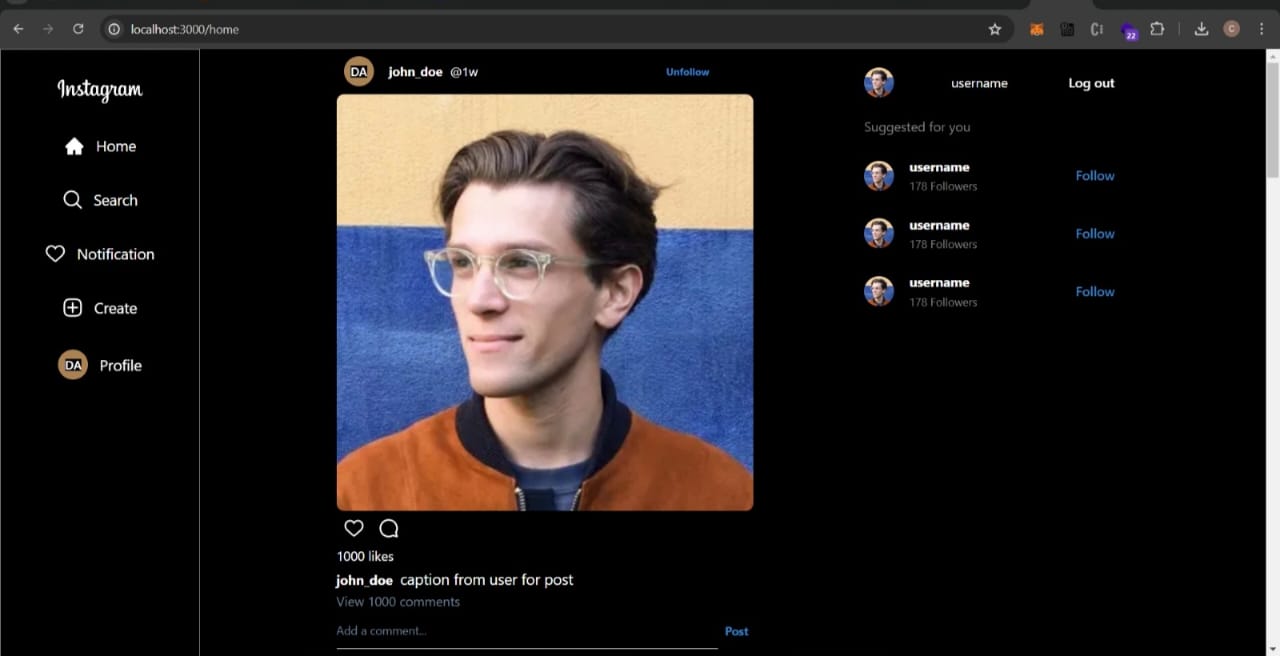 localhost:3000/home
22
C
Instagram
Home
Search
Notification
Create
DA Profile
DA john_doe @1w Unfollow
1000 likes
john_doe caption from user for post
View 1000 comments
Add a comment... Post
username Log out
Suggested for you
username
178 Followers
Follow
username
178 Followers
Follow
username
178 Followers
Follow